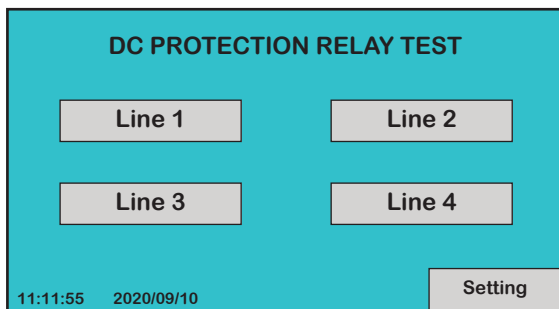 DC PROTECTION RELAY TEST
Line 1
Line 2
Line 3
Line 4
Setting
11:11:55 2020/09/10